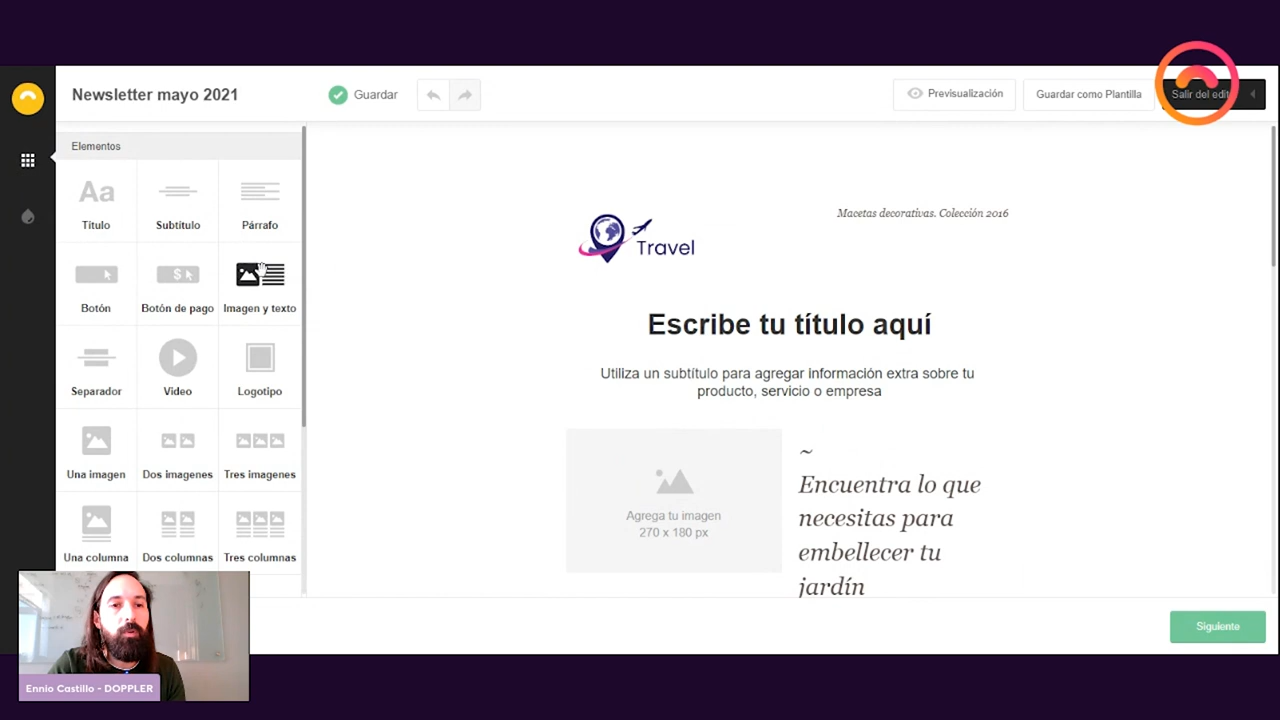 Newsletter mayo 2021
Guardar
Previsualización
Guardar como Plantilla
Salir del edit
Elementos
Aa
Título
Subtítulo
Párrafo
Botón
$
Botón de pago
Imagen y texto
Separador
Video
Logotipo
Una imagen
Dos imagenes
Tres imagenes
Una columna
Dos columnas
Tres columnas
Travel
Macetas decorativas. Colección 2016
Escribe tu título aquí
Utiliza un subtítulo para agregar información extra sobre tu
producto, servicio o empresa
Agrega tu imagen
270 x 180 px
~
Encuentra lo que
necesitas para
embellecer tu
jardín
Siguiente
Ennio Castillo - DOPPLER